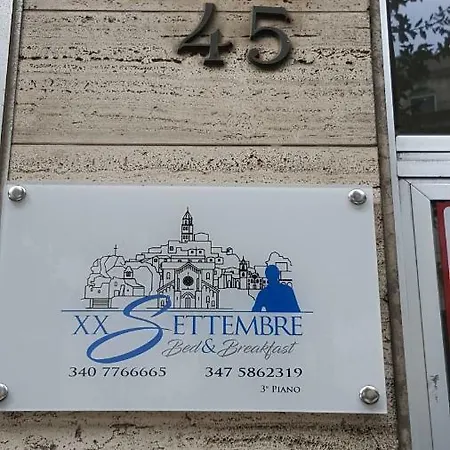 45
XX SETTEMBRE
Bed & Breakfast
340 7766665 347 5862319
3° PIANO